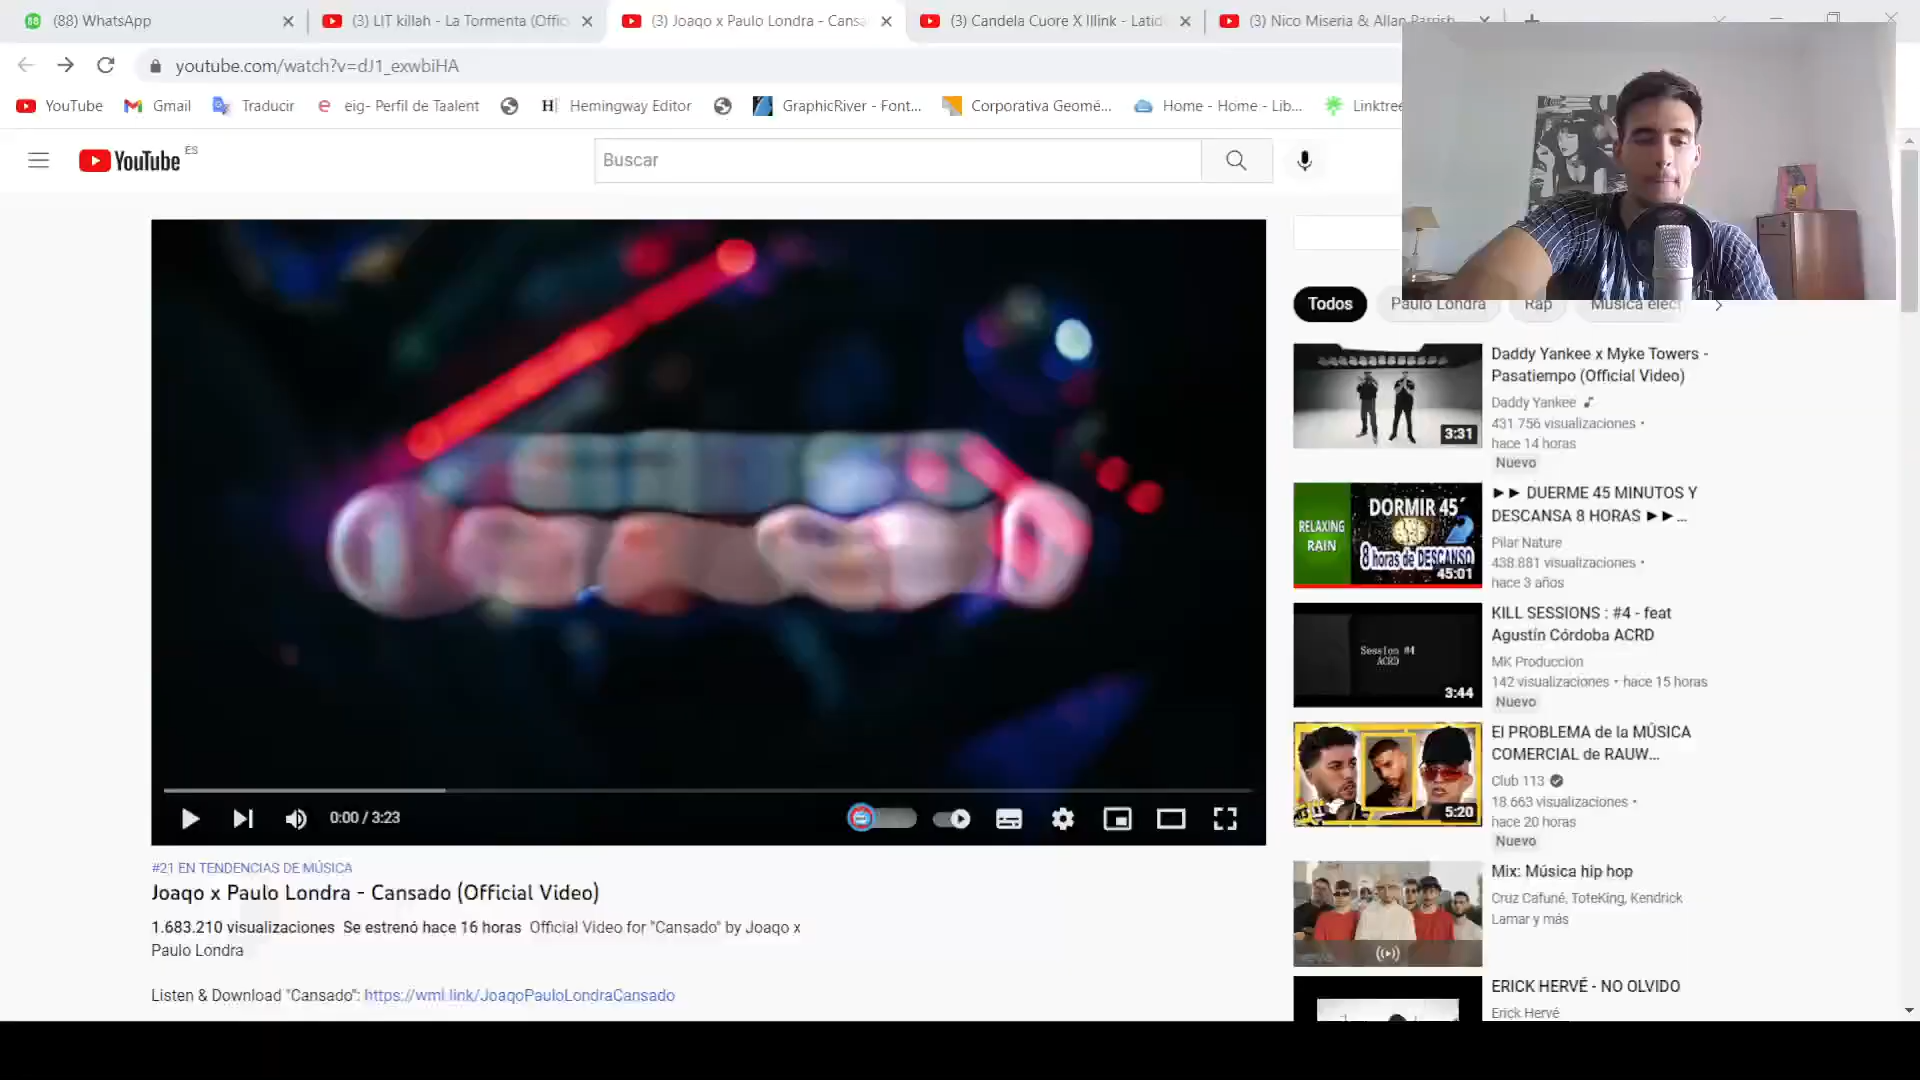 (88) WhatsApp
(3) LIT killah - La Tormenta (Offic
(3) Joaqo x Paulo Londra - Cansa
(3) Candela Cuore X Illink - Latid
(3) Nico Miseria & Allan Parrish
youtube.com/watch?v=dJ1_exwbiHA
YouTube
Gmail
Traducir
eig- Perfil de Taalent
Hemingway Editor
GraphicRiver - Font...
Corporativa Geomé...
Home - Home - Lib...
Linktree
YouTube ES
Buscar
Todos
Paulo Londra
Rap
Música elect
Daddy Yankee x Myke Towers -
Pasatiempo (Official Video)
Daddy Yankee
431 756 visualizaciones •
hace 14 horas
Nuevo
3:31
►► DUERME 45 MINUTOS Y
DESCANSA 8 HORAS ►►...
Pilar Nature
438.881 visualizaciones •
hace 3 años
RELAXING
RAIN
DORMIR 45´
8 horas de DESCANSO
45:01
KILL SESSIONS : #4 - feat
Agustín Córdoba ACRD
MK Producción
142 visualizaciones • hace 15 horas
Nuevo
Session #4
ACRD
3:44
El PROBLEMA de la MÚSICA
COMERCIAL de RAUW...
Club 113
18.663 visualizaciones •
hace 20 horas
Nuevo
5:20
Mix: Música hip hop
Cruz Cafuné, ToteKing, Kendrick
Lamar y más
ERICK HERVÉ - NO OLVIDO
Erick Hervé
0:00 / 3:23
#21 EN TENDENCIAS DE MÚSICA
Joaqo x Paulo Londra - Cansado (Official Video)
1.683.210 visualizaciones Se estrenó hace 16 horas Official Video for "Cansado" by Joaqo x
Paulo Londra
Listen & Download "Cansado": https://wml.link/JoaqoPauloLondraCansado